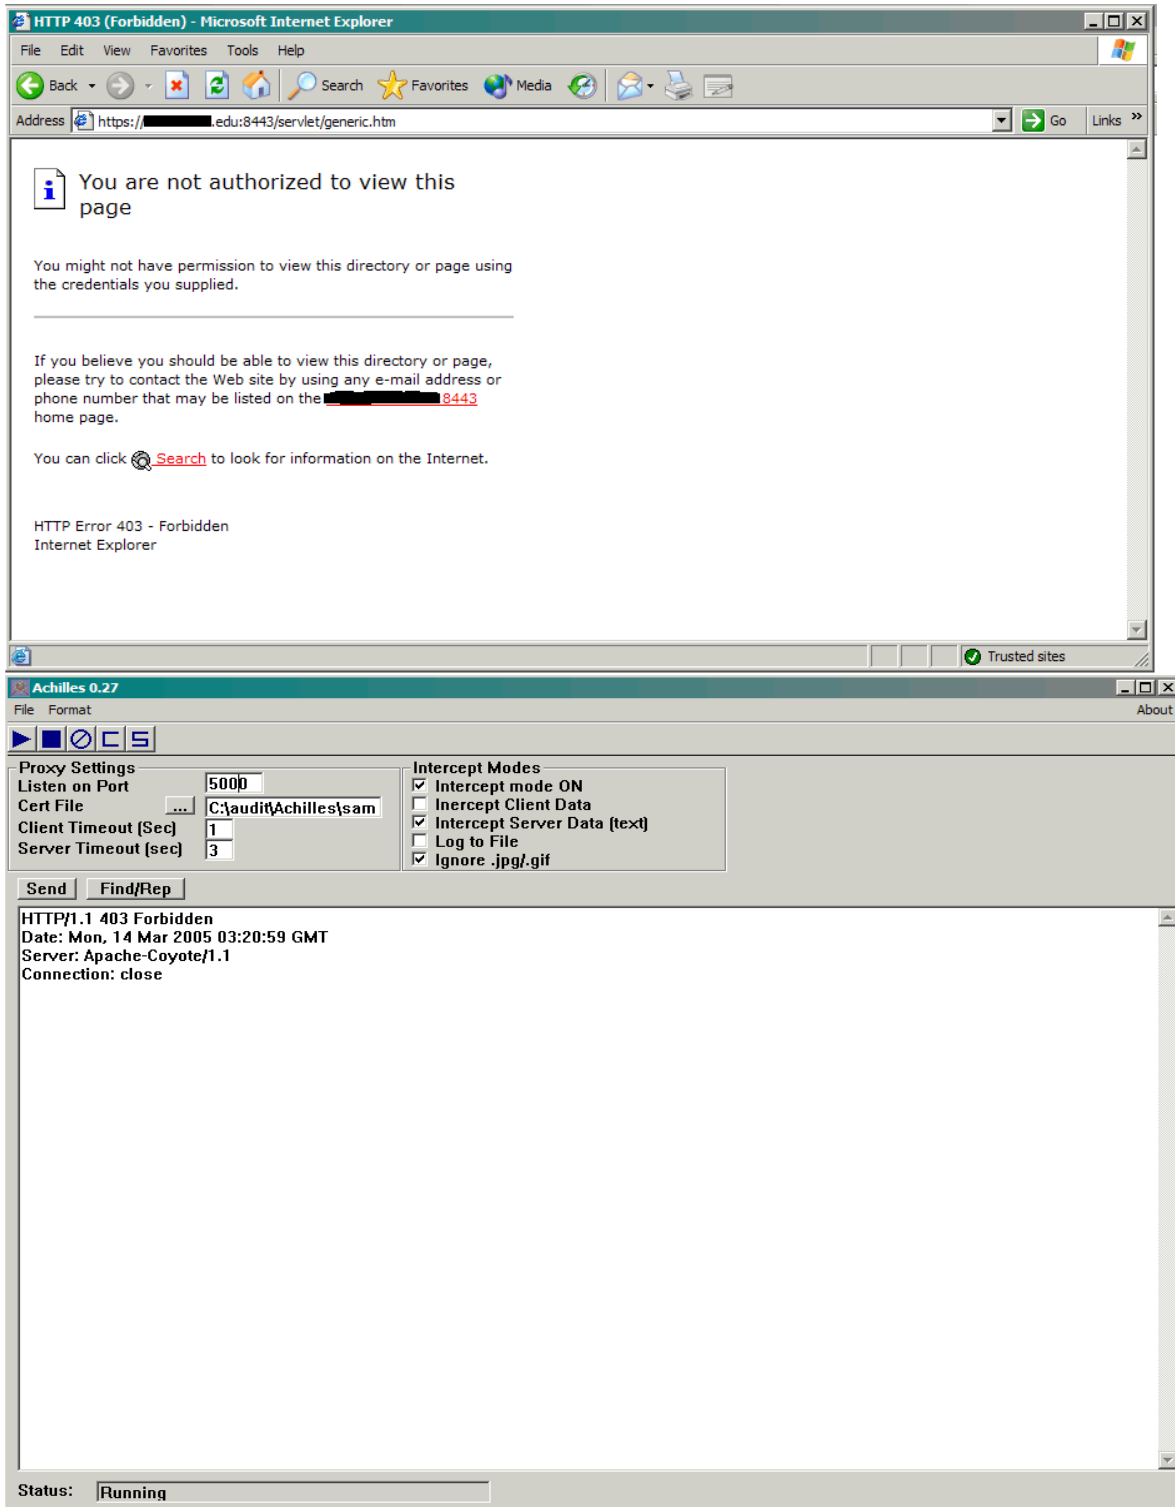 HTTP 403 (Forbidden) - Microsoft Internet Explorer
File Edit View Favorites Tools Help
Back Search Favorites Media
Address https:// .edu:8443/servlet/generic.htm Go Links »
You are not authorized to view this
page
You might not have permission to view this directory or page using
the credentials you supplied.
If you believe you should be able to view this directory or page,
please try to contact the Web site by using any e-mail address or
phone number that may be listed on the 8443
home page.
You can click Search to look for information on the Internet.
HTTP Error 403 - Forbidden
Internet Explorer
Trusted sites
Achilles 0.27
File Format About
Proxy Settings
Listen on Port 5000
Cert File ... C:\audit\Achilles\sam
Client Timeout (Sec) 1
Server Timeout (sec) 3
Intercept Modes
Intercept mode ON
Inercept Client Data
Intercept Server Data (text)
Log to File
Ignore .jpg/.gif
Send Find/Rep
HTTP/1.1 403 Forbidden
Date: Mon, 14 Mar 2005 03:20:59 GMT
Server: Apache-Coyote/1.1
Connection: close
Status: Running